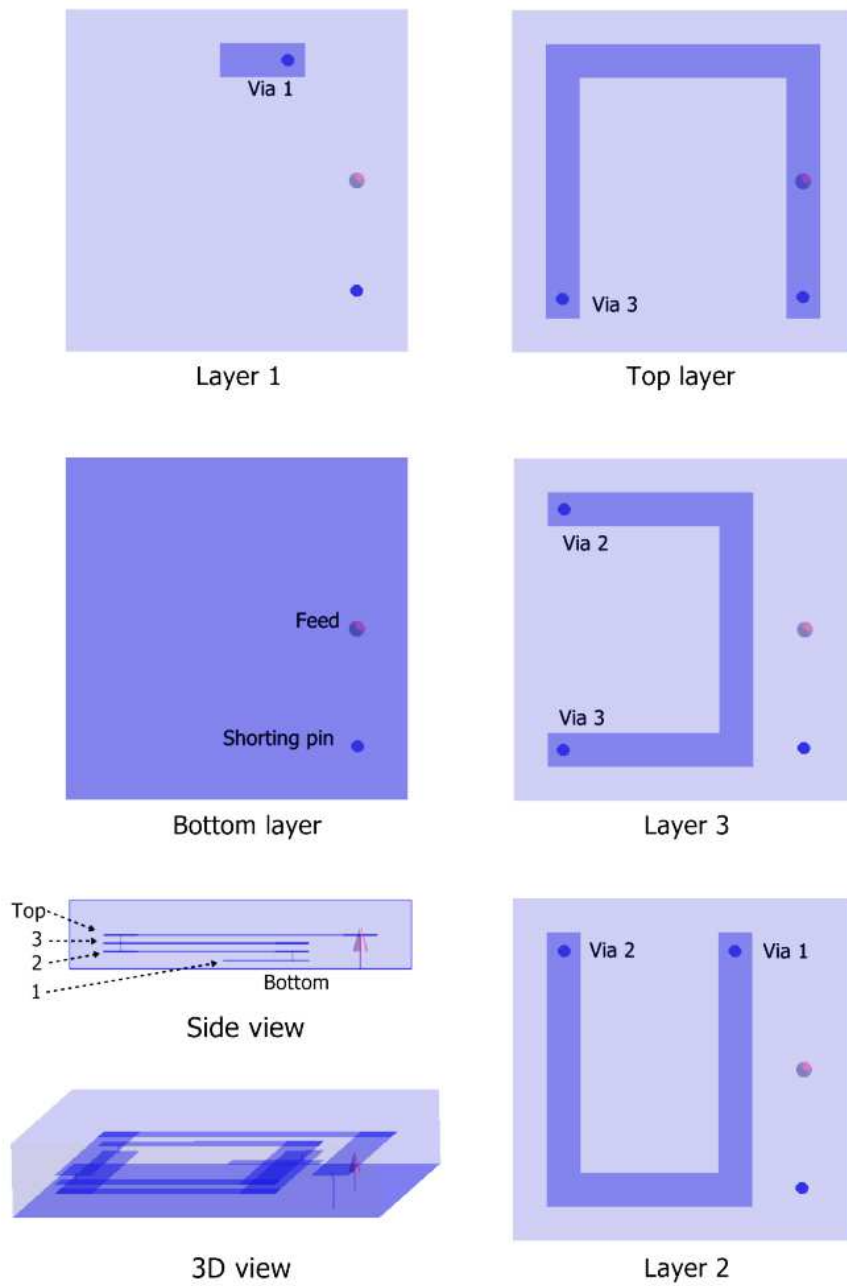 Via 1
Layer 1
Via 3
Top layer
Feed
Shorting pin
Bottom layer
Via 2
Via 3
Layer 3
Top
3
2
1
Bottom
Side view
3D view
Via 2
Via 1
Layer 2